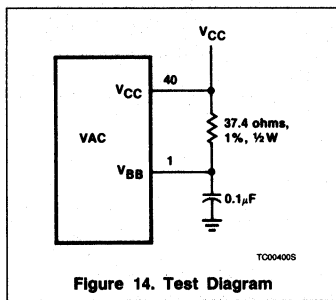 VCC
VCC 40
37.4 ohms,
1%, ½W
VAC
VBB 1
0.1μF
TC00400S
Figure 14. Test Diagram